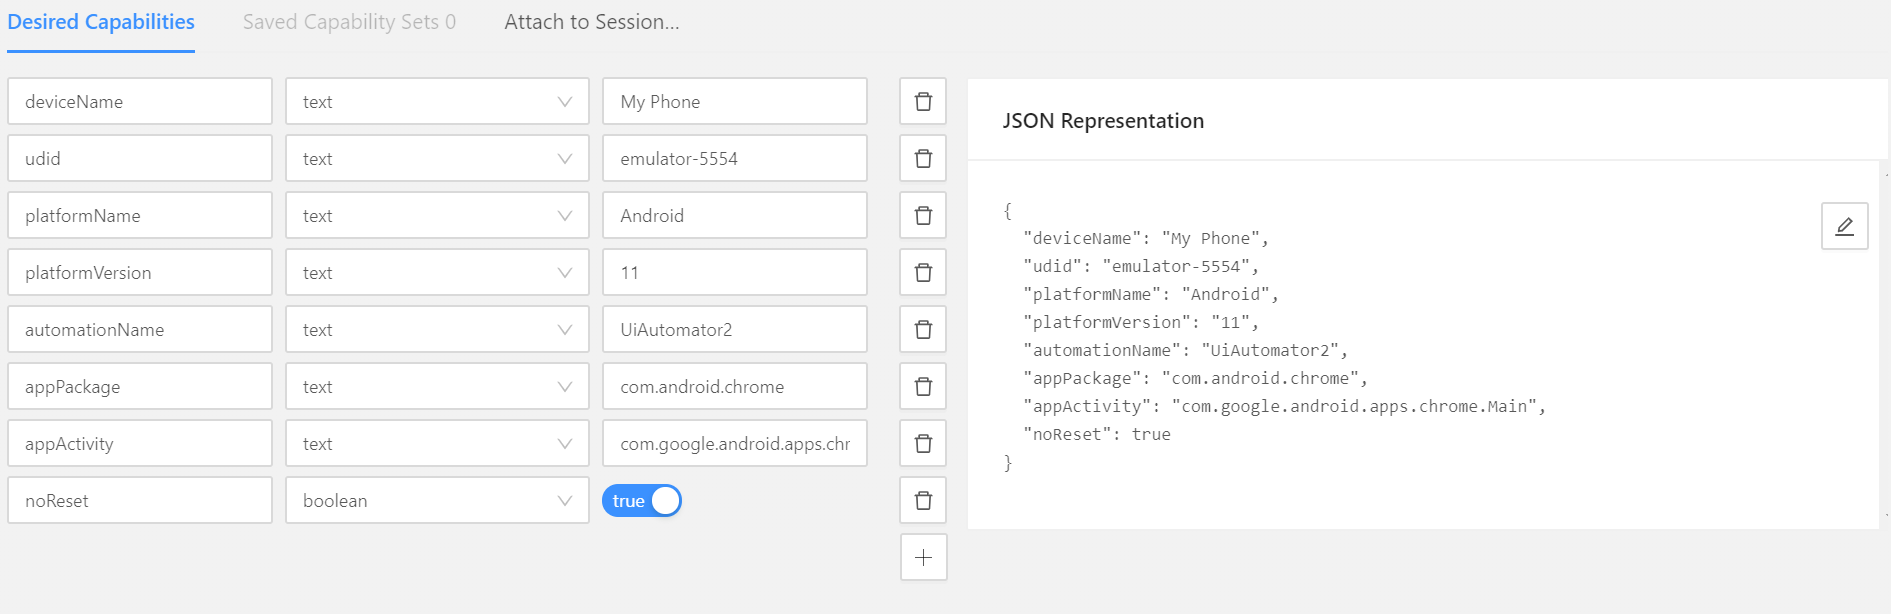 Desired Capabilities
Saved Capability Sets 0
Attach to Session...
deviceName text My Phone
udid text emulator-5554
platformName text Android
platformVersion text 11
automationName text UiAutomator2
appPackage text com.android.chrome
appActivity text com.google.android.apps.chr
noReset boolean true
JSON Representation
{
"deviceName": "My Phone",
"udid": "emulator-5554",
"platformName": "Android",
"platformVersion": "11",
"automationName": "UiAutomator2",
"appPackage": "com.android.chrome",
"appActivity": "com.google.android.apps.chrome.Main",
"noReset": true
}